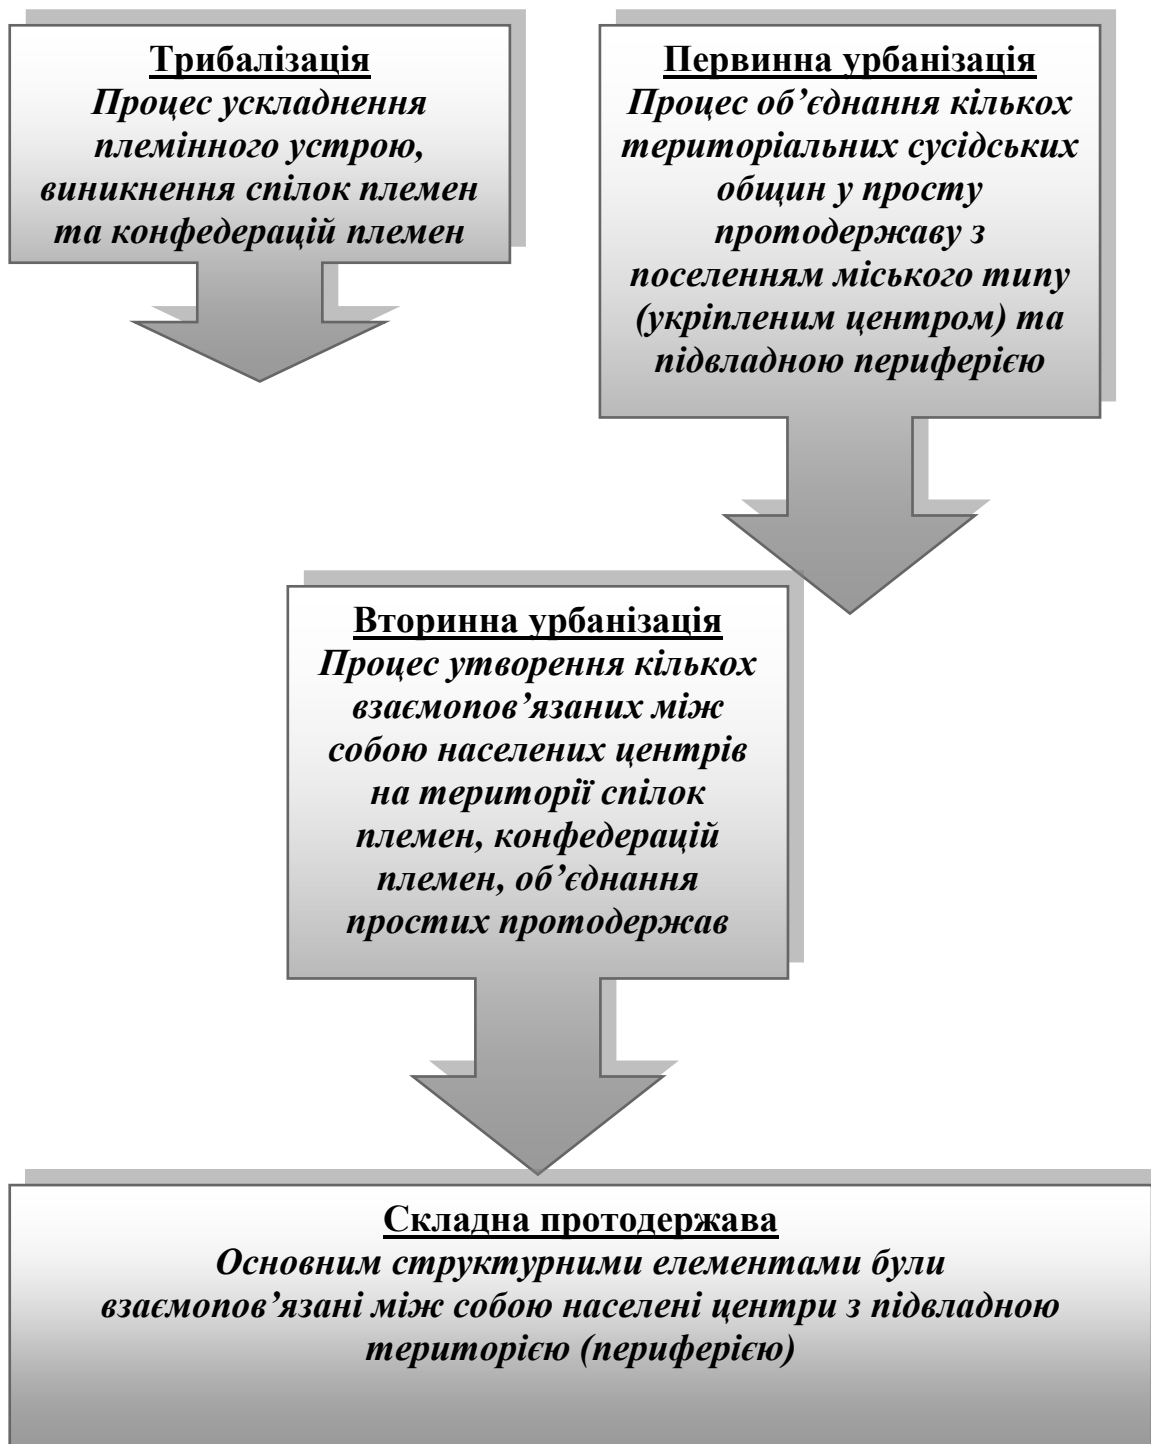 Трибалізація
Процес ускладнення
племінного устрою,
виникнення спілок племен
та конфедерацій племен
Первинна урбанізація
Процес об’єднання кількох
територіальних сусідських
общин у просту
протодержаву з
поселенням міського типу
(укріпленим центром) та
підвладною периферією
Вторинна урбанізація
Процес утворення кількох
взаємопов’язаних між
собою населених центрів
на території спілок
племен, конфедерацій
племен, об’єднання
простих протодержав
Складна протодержава
Основним структурними елементами були
взаємопов’язані між собою населені центри з підвладною
територією (периферією)